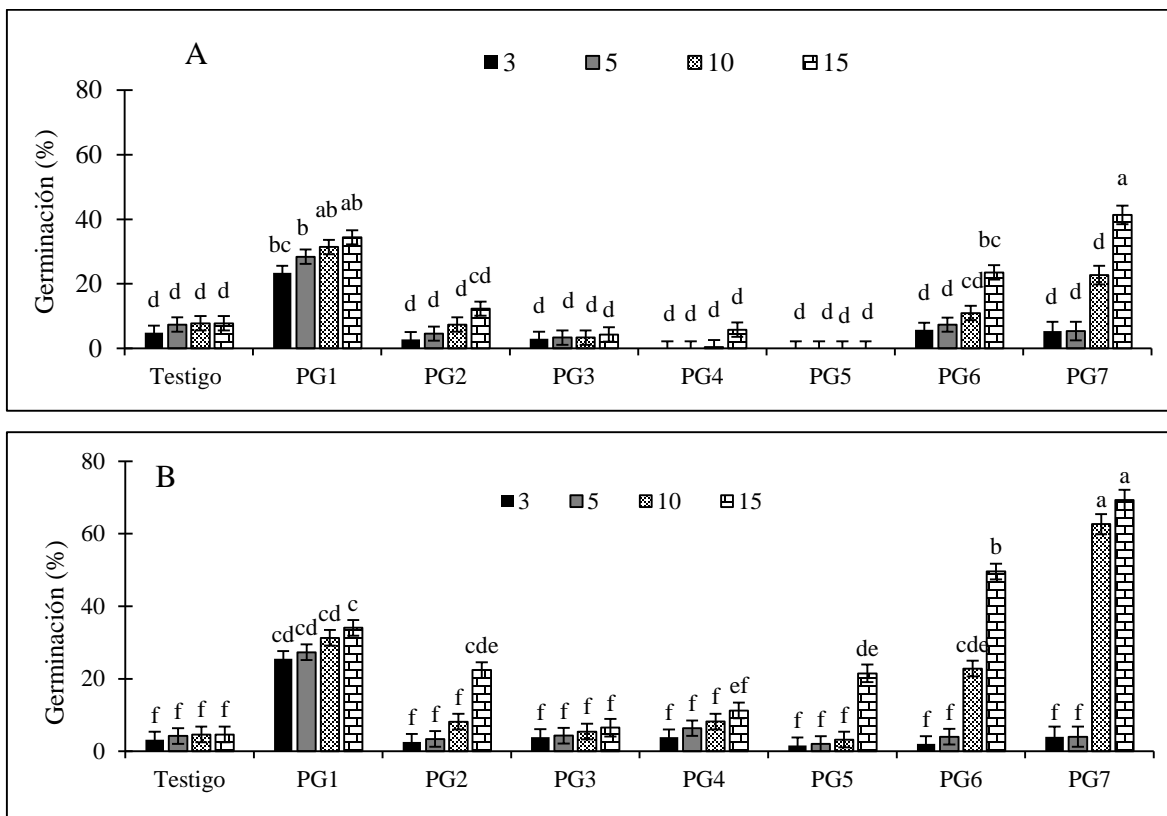 A
3 5 10 15
80
60
40
20
0
Germinación (%)
d d d d bc b ab ab d d d cd d d d d d d d d d d d d d d cd bc d d d a
Testigo PG1 PG2 PG3 PG4 PG5 PG6 PG7
B
3 5 10 15
80
60
40
20
0
Germinación (%)
f f f f cd cd cd c f f f cde f f f f f f f ef f f f de f f cde b f f a a
Testigo PG1 PG2 PG3 PG4 PG5 PG6 PG7